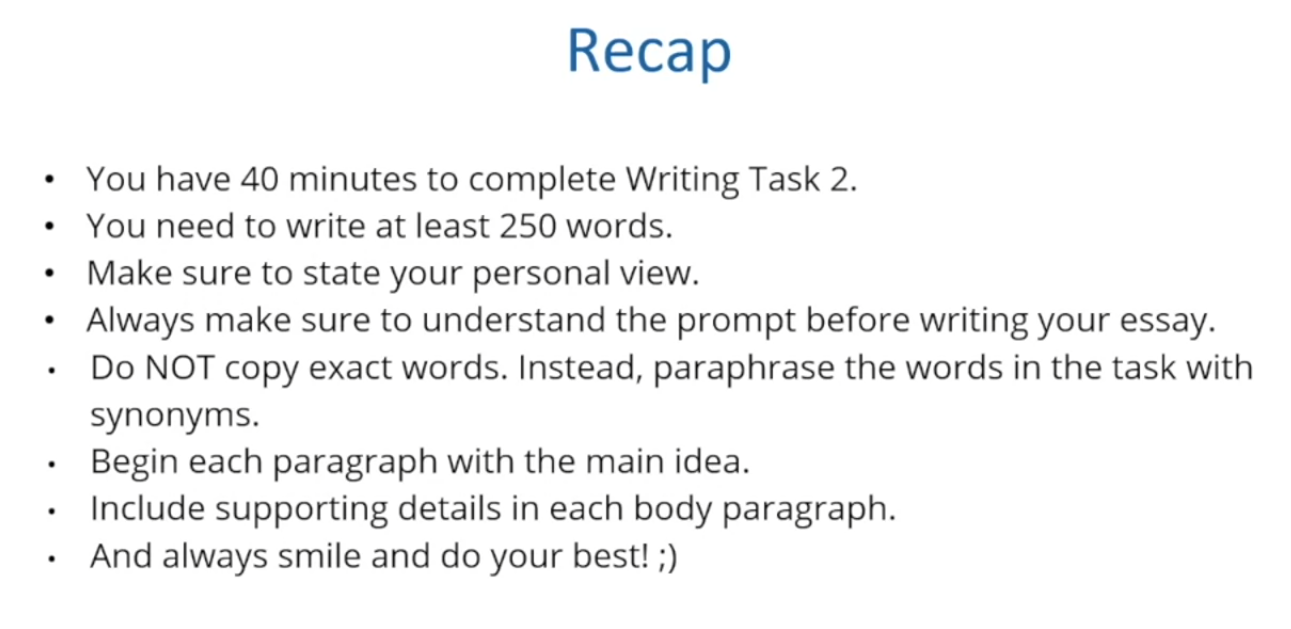 Recap
• You have 40 minutes to complete Writing Task 2.
• You need to write at least 250 words.
• Make sure to state your personal view.
• Always make sure to understand the prompt before writing your essay.
• Do NOT copy exact words. Instead, paraphrase the words in the task with
synonyms.
• Begin each paragraph with the main idea.
• Include supporting details in each body paragraph.
• And always smile and do your best! ;)